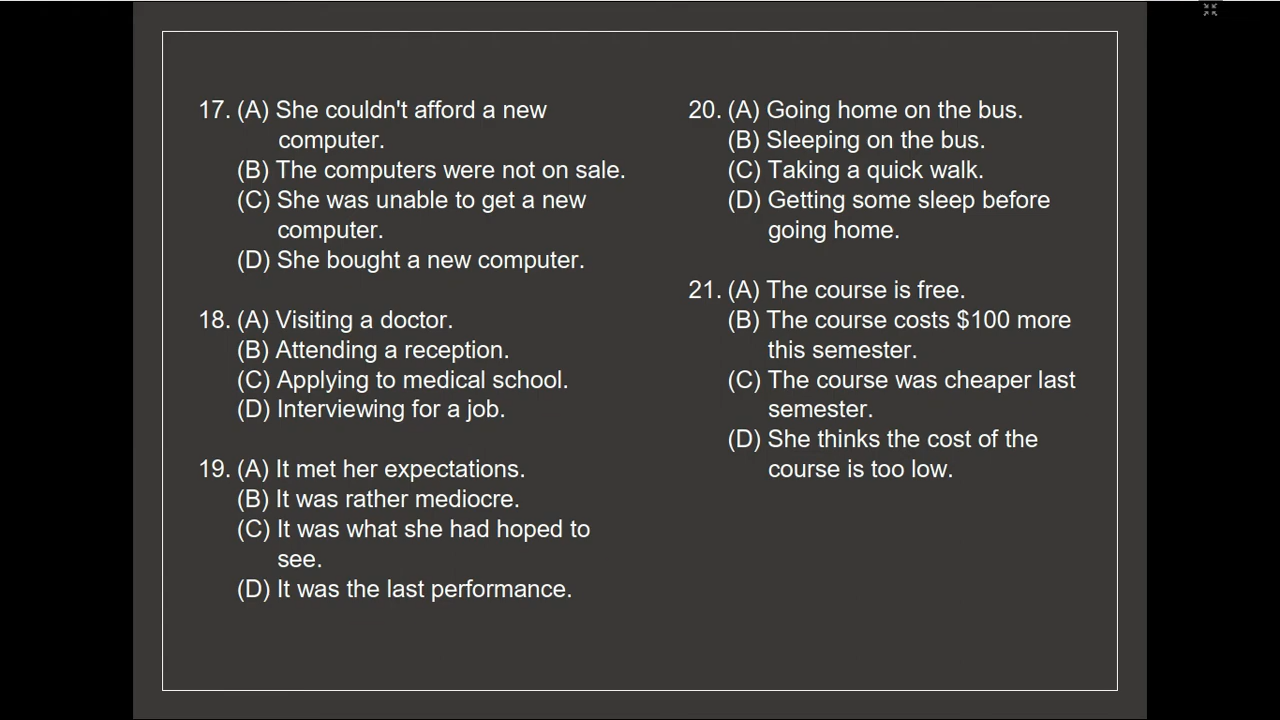 17. (A) She couldn't afford a new
computer.
(B) The computers were not on sale.
(C) She was unable to get a new
computer.
(D) She bought a new computer.
18. (A) Visiting a doctor.
(B) Attending a reception.
(C) Applying to medical school.
(D) Interviewing for a job.
19. (A) It met her expectations.
(B) It was rather mediocre.
(C) It was what she had hoped to
see.
(D) It was the last performance.
20. (A) Going home on the bus.
(B) Sleeping on the bus.
(C) Taking a quick walk.
(D) Getting some sleep before
going home.
21. (A) The course is free.
(B) The course costs $100 more
this semester.
(C) The course was cheaper last
semester.
(D) She thinks the cost of the
course is too low.